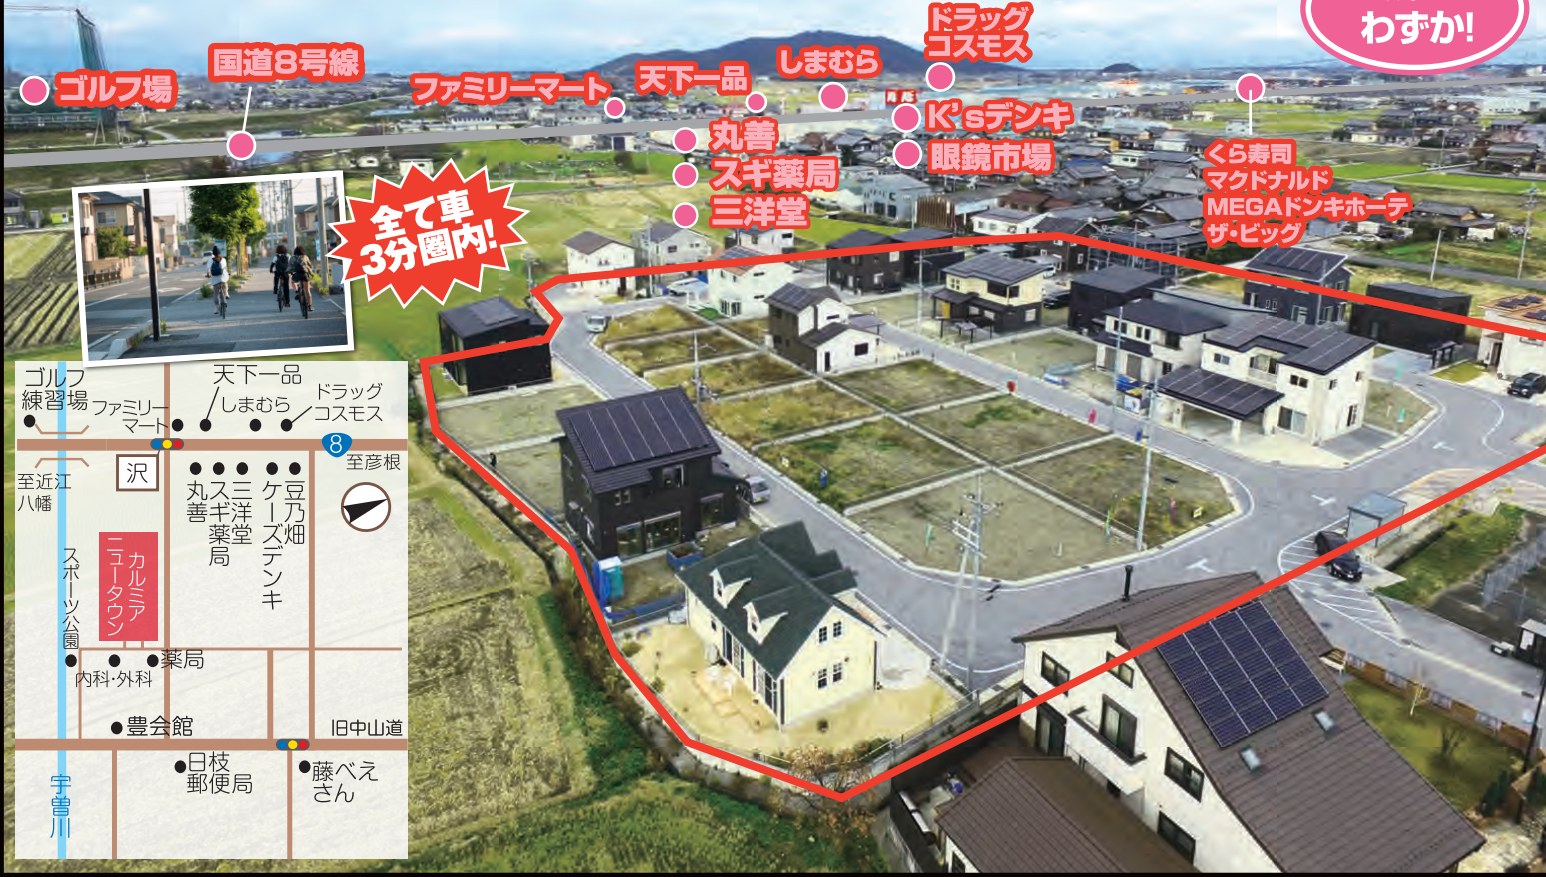 わずか!
ゴルフ場
国道8号線
ファミリーマート
天下一品
しまむら
ドラッグ
コスモス
丸善
スギ薬局
三洋堂
K'sデンキ
眼鏡市場
くら寿司
マクドナルド
MEGAドンキホーテ
ザ・ビッグ
全て車
3分圏内!
ゴルフ
練習場
ファミリー
マート
天下一品
しまむら
ドラッグ
コスモス
8
至彦根
沢
至近江
八幡
丸善
スギ薬局
三洋堂
ケーズデンキ
豆乃畑
カルミア
ニュータウン
スポーツ公園
内科・外科
薬局
豊会館
旧中山道
日枝
郵便局
藤べえ
さん
宇曽川